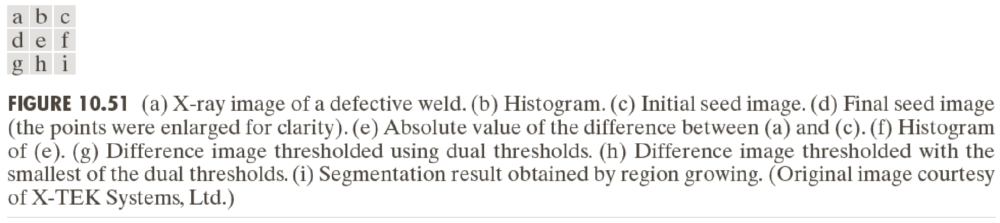 a b c
d e f
g h i
FIGURE 10.51 (a) X-ray image of a defective weld. (b) Histogram. (c) Initial seed image. (d) Final seed image
(the points were enlarged for clarity). (e) Absolute value of the difference between (a) and (c). (f) Histogram
of (e). (g) Difference image thresholded using dual thresholds. (h) Difference image thresholded with the
smallest of the dual thresholds. (i) Segmentation result obtained by region growing. (Original image courtesy
of X-TEK Systems, Ltd.)